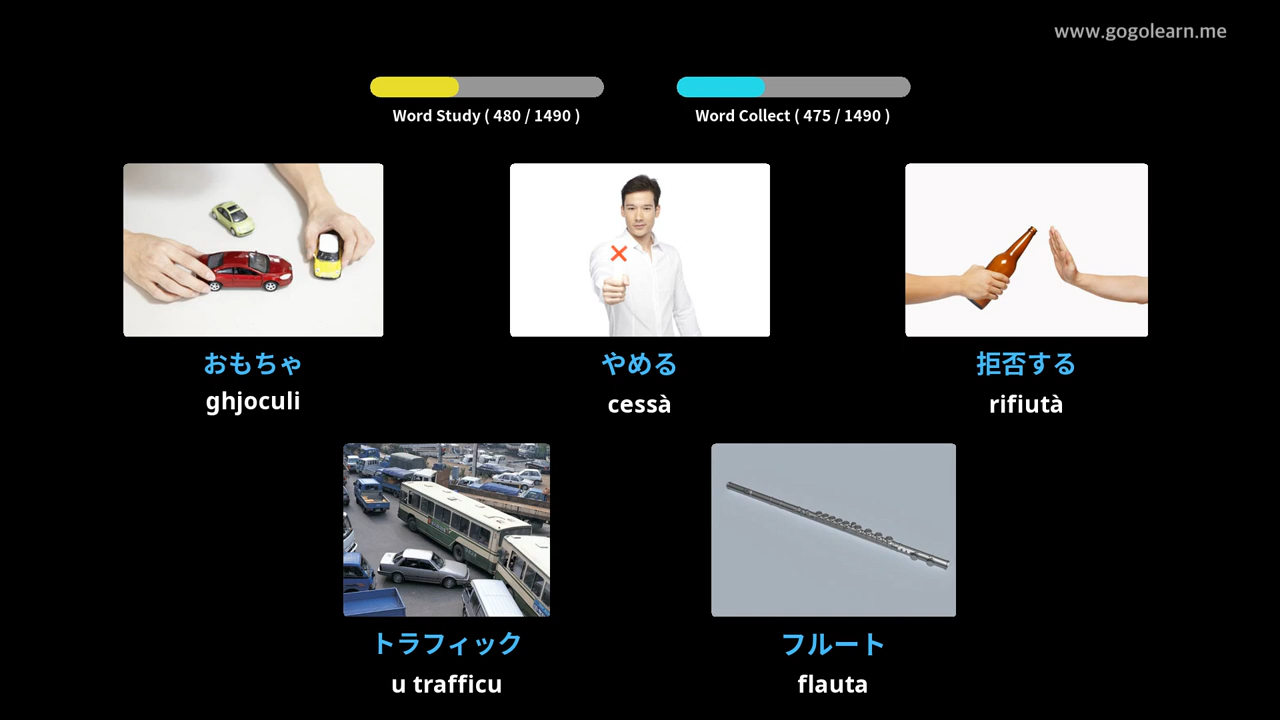 www.gogolearn.me
Word Study ( 480 / 1490 )
Word Collect ( 475 / 1490 )
おもちゃ
ghjoculi
やめる
cessà
拒否する
rifiutà
トラフィック
u trafficu
フルート
flauta